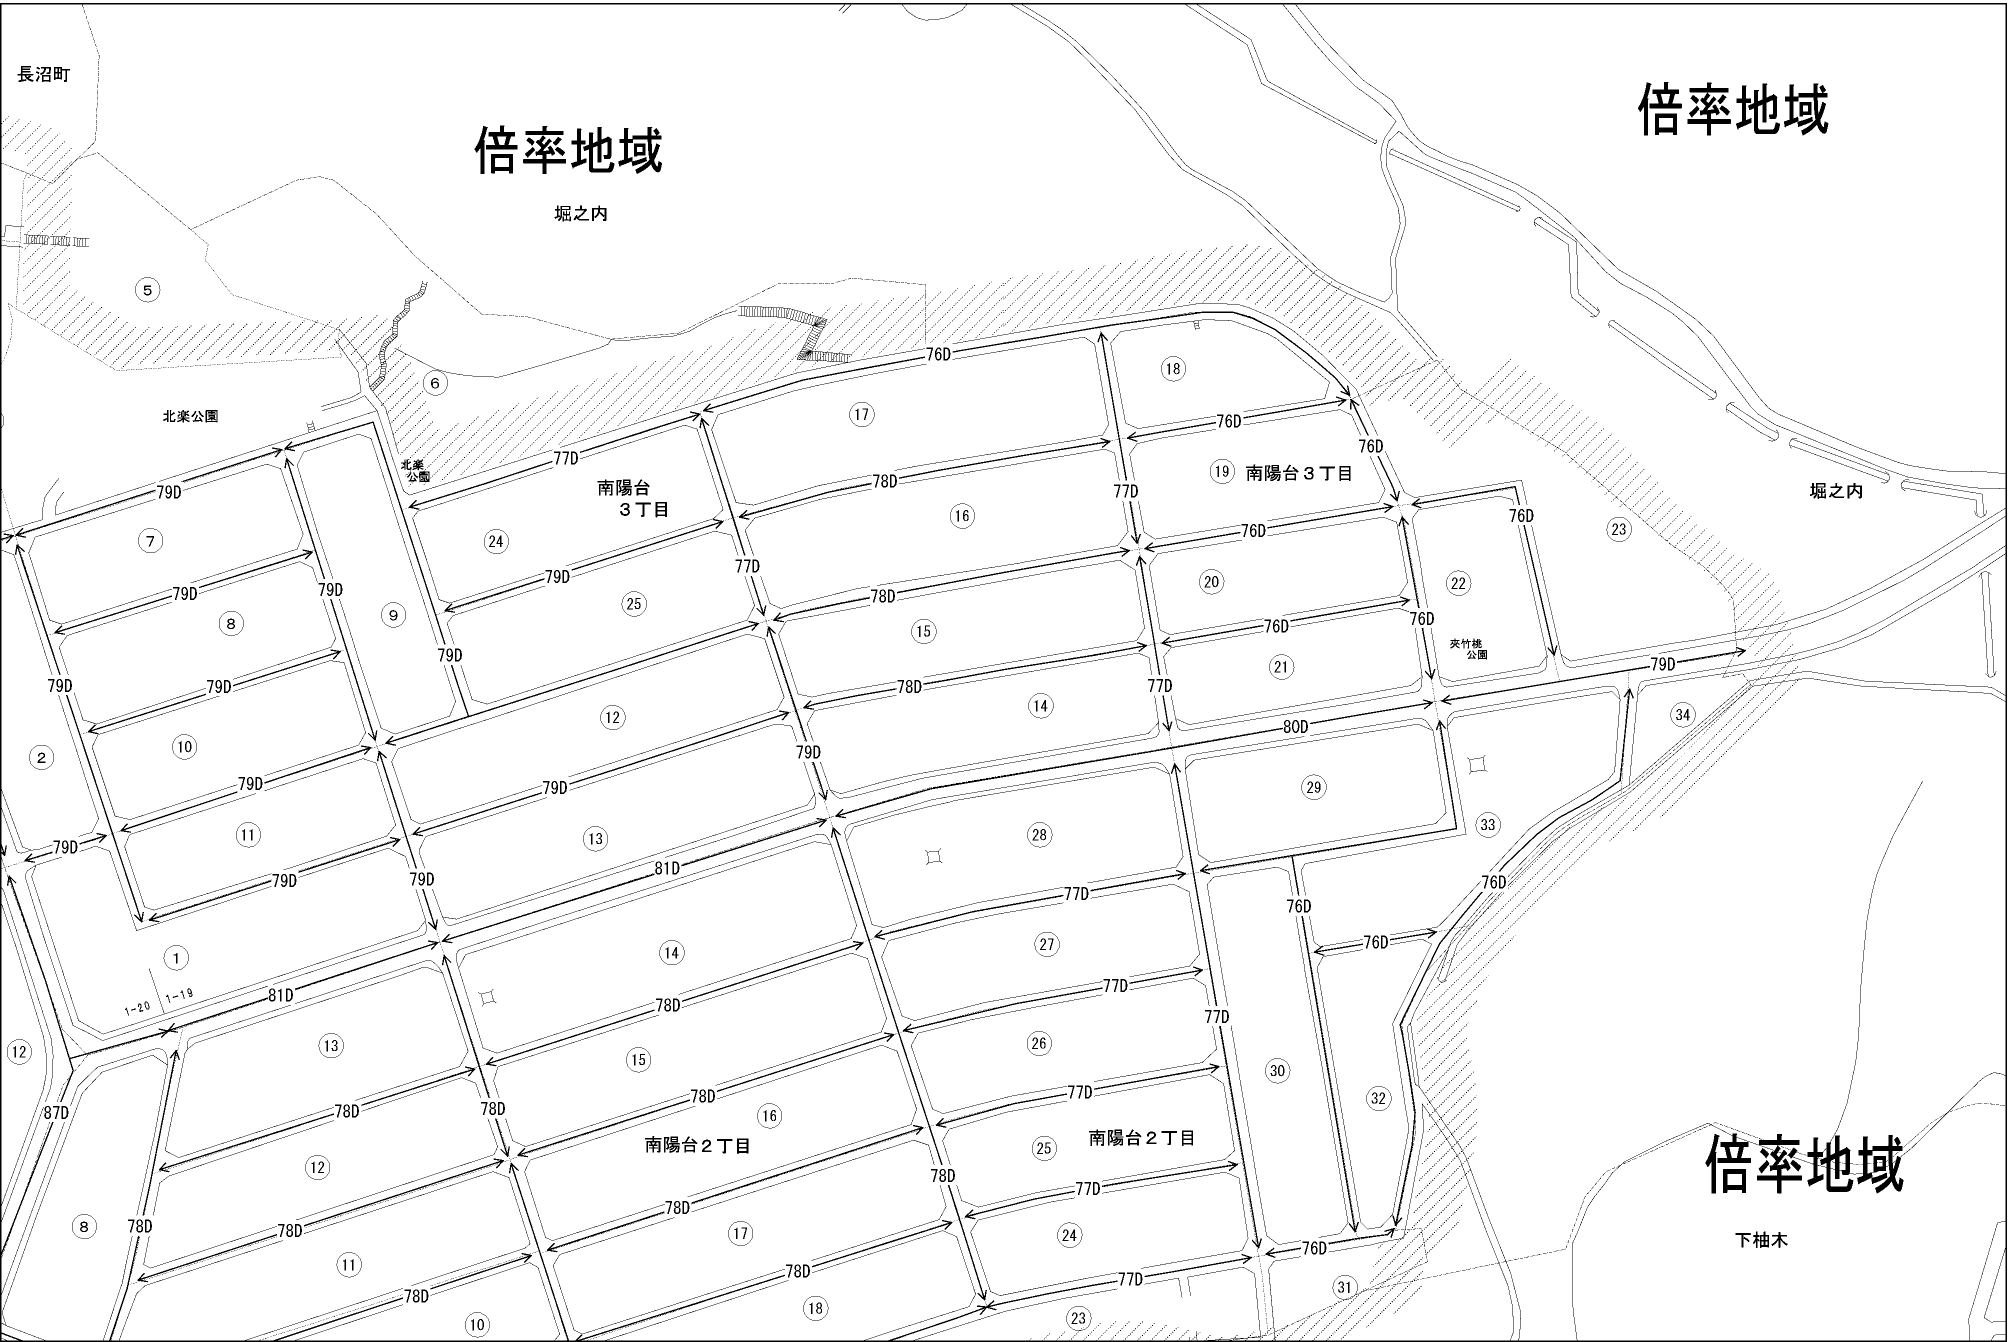 長沼町
倍率地域
倍率地域
堀之内
5
6
76D
18
17
北楽公園
76D
76D
北楽
公園
77D
19
南陽台3丁目
78D
南陽台
3丁目
77D
堀之内
79D
16
76D
76D
23
7
24
79D
77D
20
22
79D
79D
25
78D
76D
8
9
15
76D
夾竹桃
公園
79D
79D
79D
78D
77D
21
79D
12
14
34
2
10
80D
79D
79D
79D
29
11
13
28
33
79D
81D
79D
79D
76D
77D
76D
14
27
76D
1
1-20
1-19
81D
78D
77D
77D
12
13
15
26
30
87D
78D
78D
78D
77D
32
16
南陽台2丁目
25
南陽台2丁目
倍率地域
12
78D
77D
8
78D
78D
78D
17
24
76D
下柚木
11
78D
77D
31
78D
10
18
23